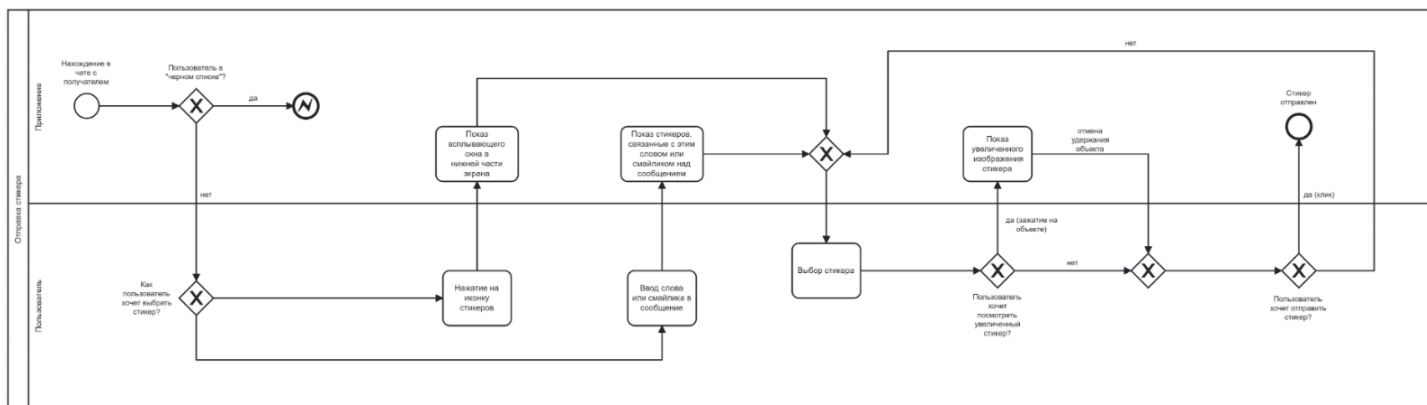 Отправка стикера
Приложение
Нахождение в
чате с
получателем
Пользователь в
"черном списке"?
да
нет
Показ
всплывающего
окна в
нижней части
экрана
Показ стикеров,
связанные с этим
словом или
смайликом над
сообщением
Показ
увеличенного
изображения
стикера
отмена
удержания
объекта
нет
Стикер
отправлен
Пользователь
Как
пользователь
хочет выбрать
стикер?
Нажатие на
иконку
стикеров
Ввод слова
или смайлика в
сообщение
Выбор стикера
да (зажатие на
объекте)
нет
Пользователь
хочет
посмотреть
увеличенный
стикер?
да (клик)
Пользователь
хочет отправить
стикер?